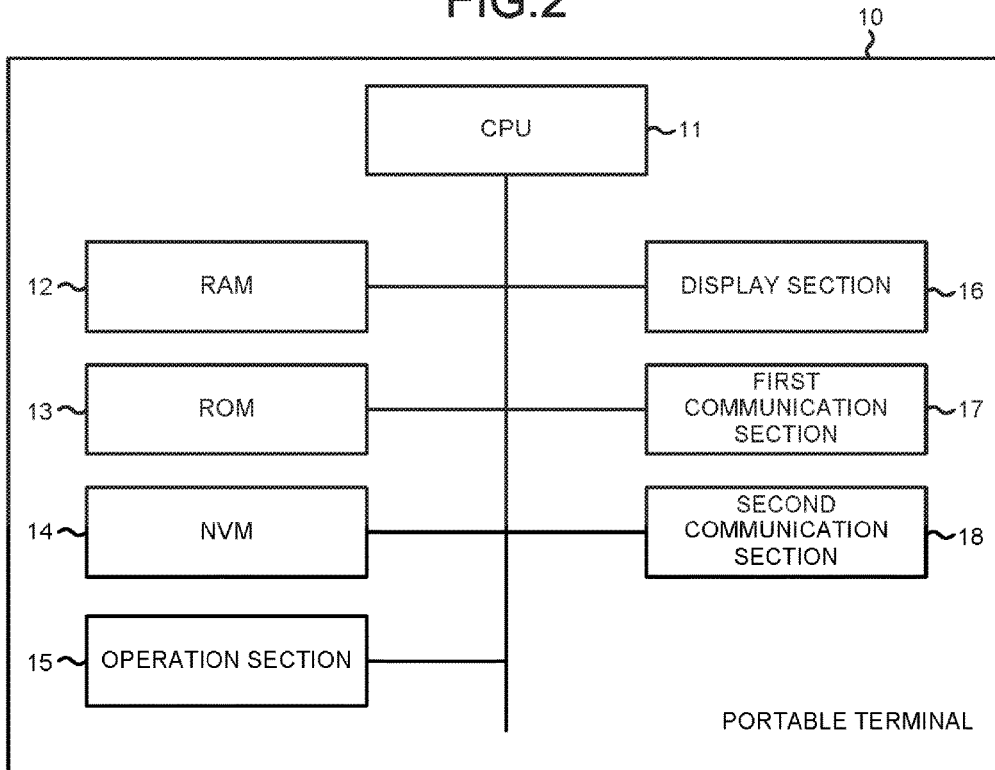 FIG.2
10
CPU
11
12
RAM
DISPLAY SECTION
16
13
ROM
FIRST
COMMUNICATION
SECTION
17
14
NVM
SECOND
COMMUNICATION
SECTION
18
15
OPERATION SECTION
PORTABLE TERMINAL